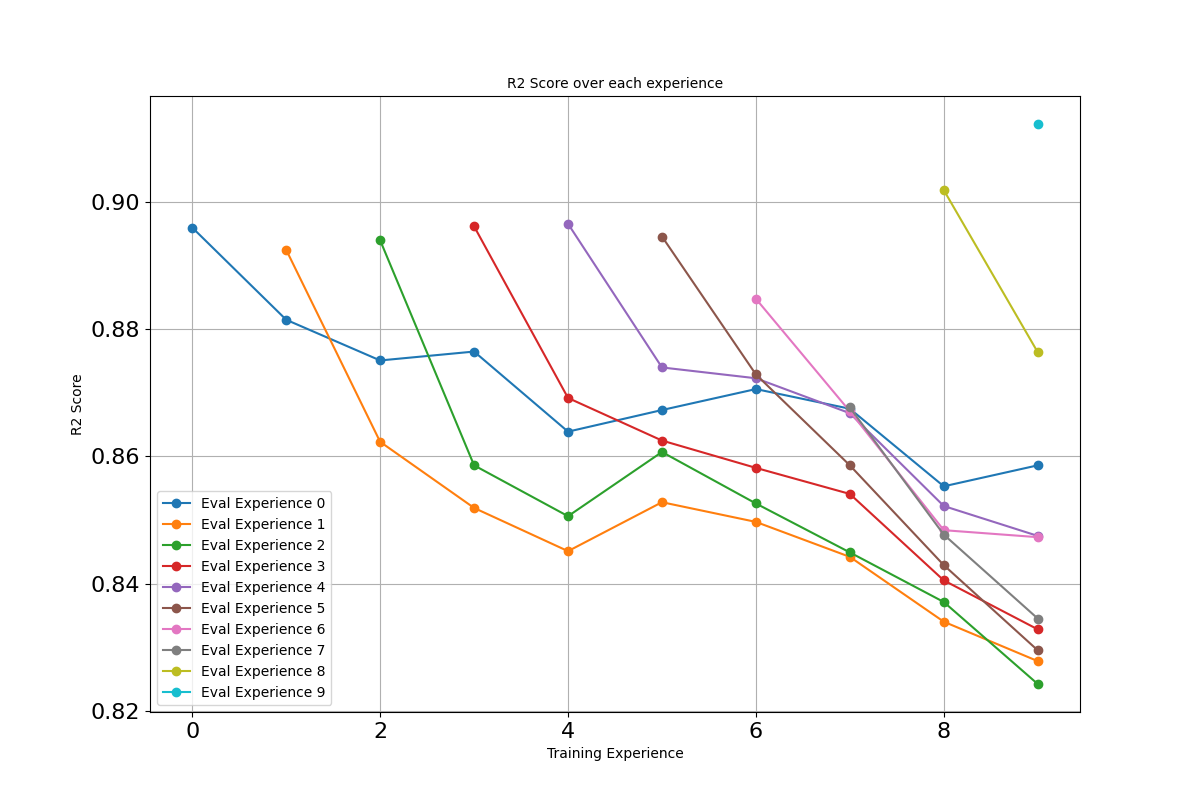 R2 Score over each experience
R2 Score
0.90
0.88
0.86
0.84
0.82
Eval Experience 0
Eval Experience 1
Eval Experience 2
Eval Experience 3
Eval Experience 4
Eval Experience 5
Eval Experience 6
Eval Experience 7
Eval Experience 8
Eval Experience 9
0 2 4 6 8
Training Experience